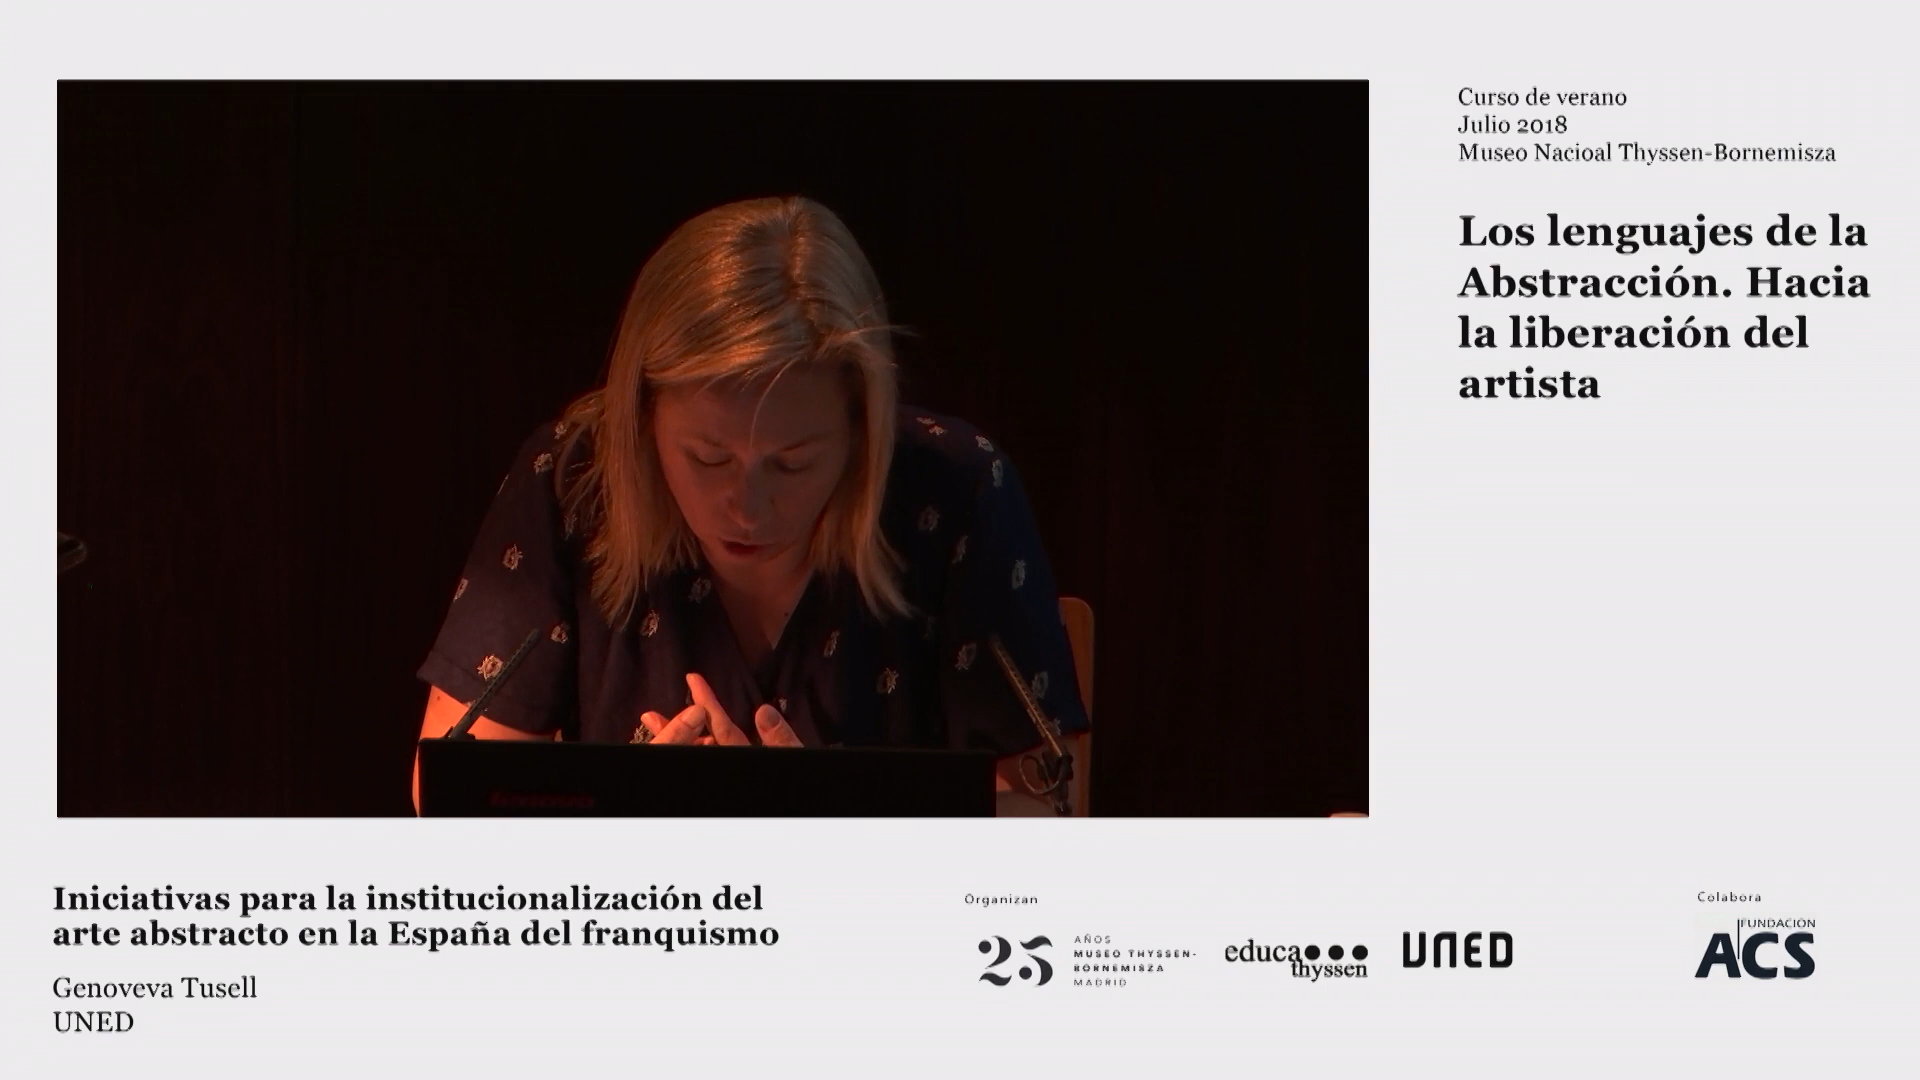 Curso de verano
Julio 2018
Museo Nacioal Thyssen-Bornemisza
Los lenguajes de la
Abstracción. Hacia
la liberación del
artista
Iniciativas para la institucionalización del
arte abstracto en la España del franquismo
Genoveva Tusell
UNED
Organizan
25
AÑOS
MUSEO THYSSEN-
BORNEMISZA
MADRID
educa
thyssen
UNED
Colabora
FUNDACIÓN
ACS